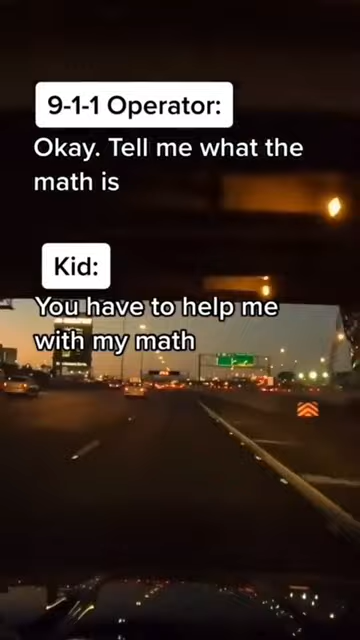 9-1-1 Operator:
Okay. Tell me what the
math is
Kid:
You have to help me
with my math